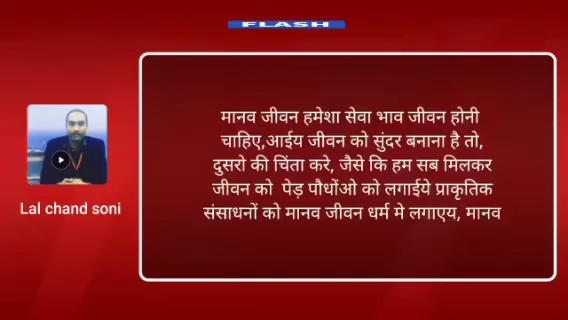 FLASH
मानव जीवन हमेशा सेवा भाव जीवन होनी
चाहिए,आईय जीवन को सुंदर बनाना है तो,
दुसरो की चिंता करे, जैसे कि हम सब मिलकर
जीवन को पेड़ पौधोंओ को लगाईये प्राकृतिक
संसाधनों को मानव जीवन धर्म मे लगाएय, मानव
Lal chand soni